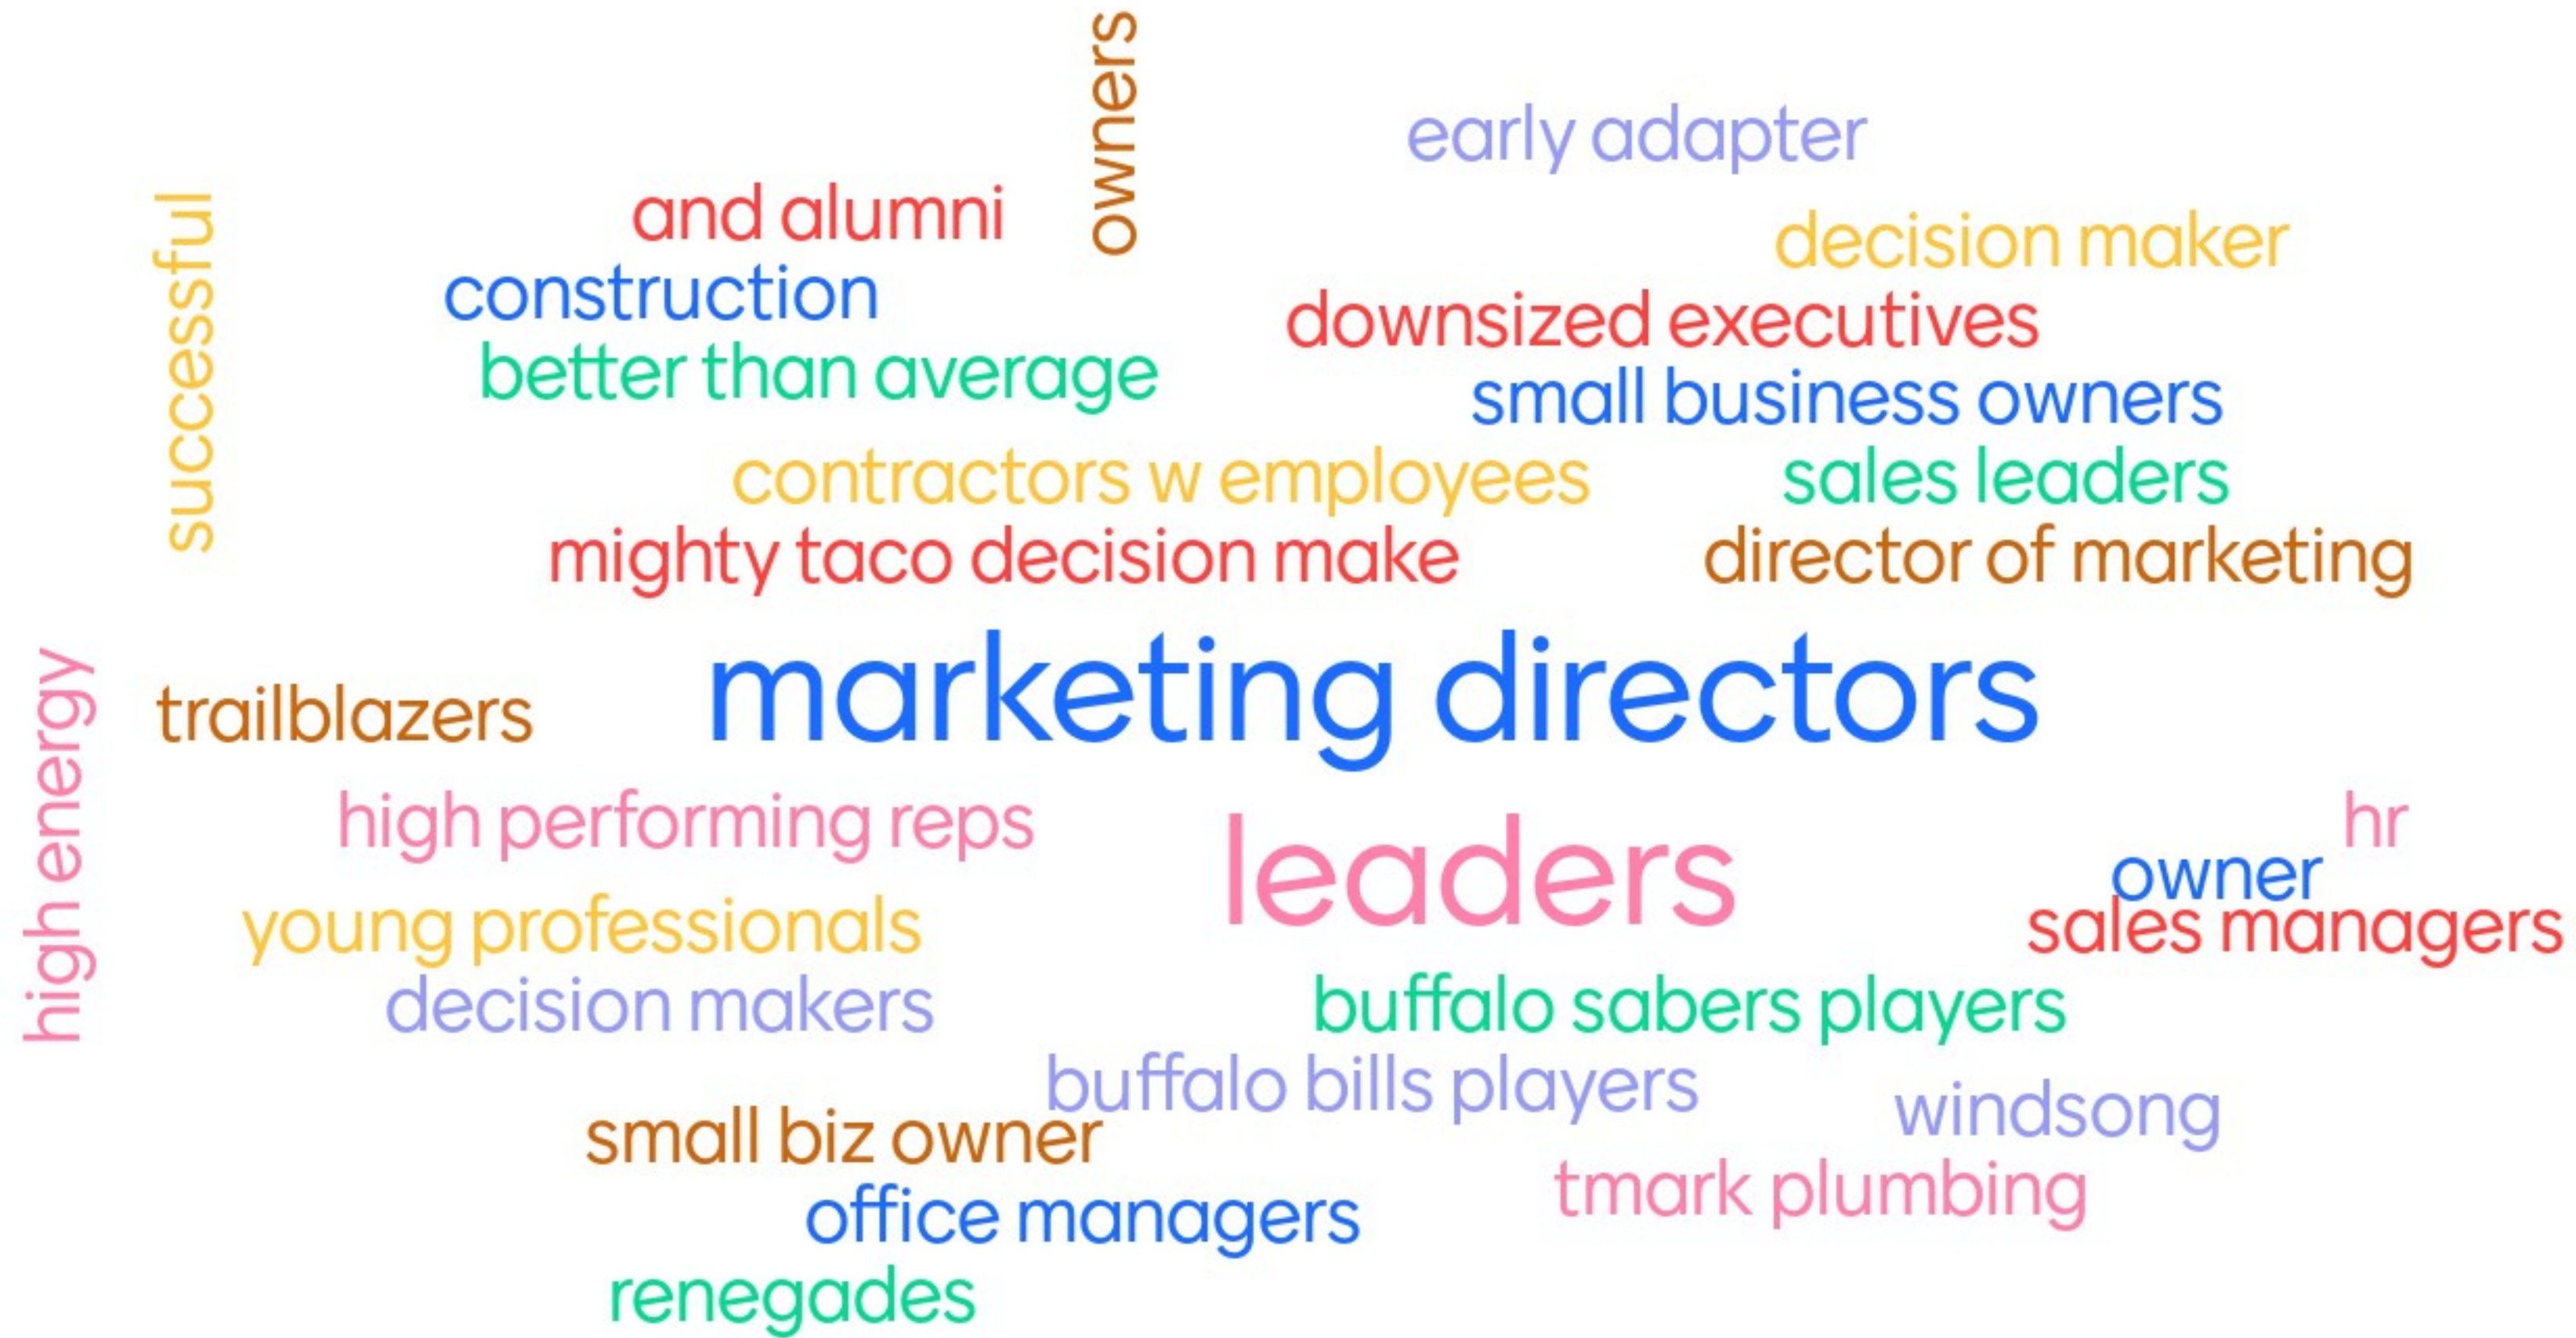 owners
early adapter
successful
and alumni
decision maker
construction
downsized executives
better than average
small business owners
contractors w employees
sales leaders
mighty taco decision make
director of marketing
marketing directors
high energy
trailblazers
high performing reps
hr
leaders
owner
young professionals
sales managers
decision makers
buffalo sabers players
buffalo bills players
windsong
small biz owner
tmark plumbing
office managers
renegades